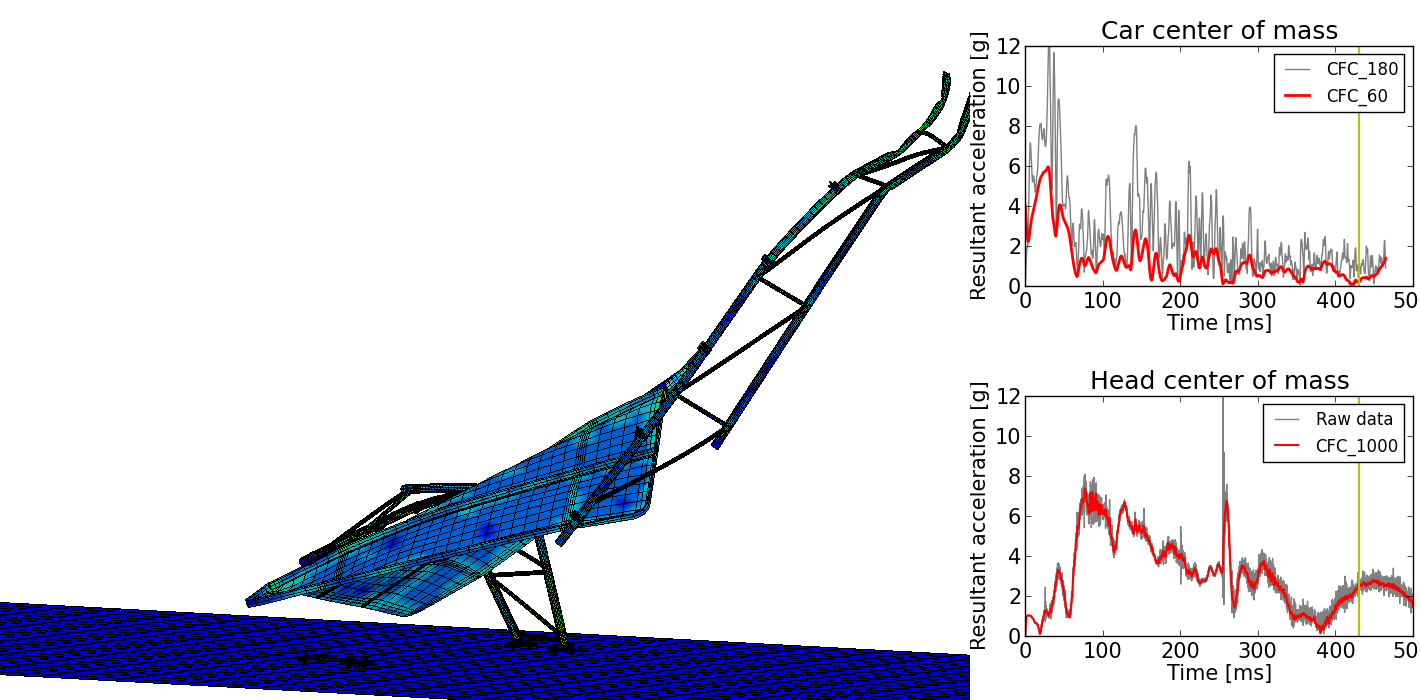 Car center of mass
Resultant acceleration [g]
12
10
8
6
4
2
0
CFC_180
CFC_60
0 100 200 300 400 50
Time [ms]
Head center of mass
Resultant acceleration [g]
12
10
8
6
4
2
0
Raw data
CFC_1000
0 100 200 300 400 50
Time [ms]